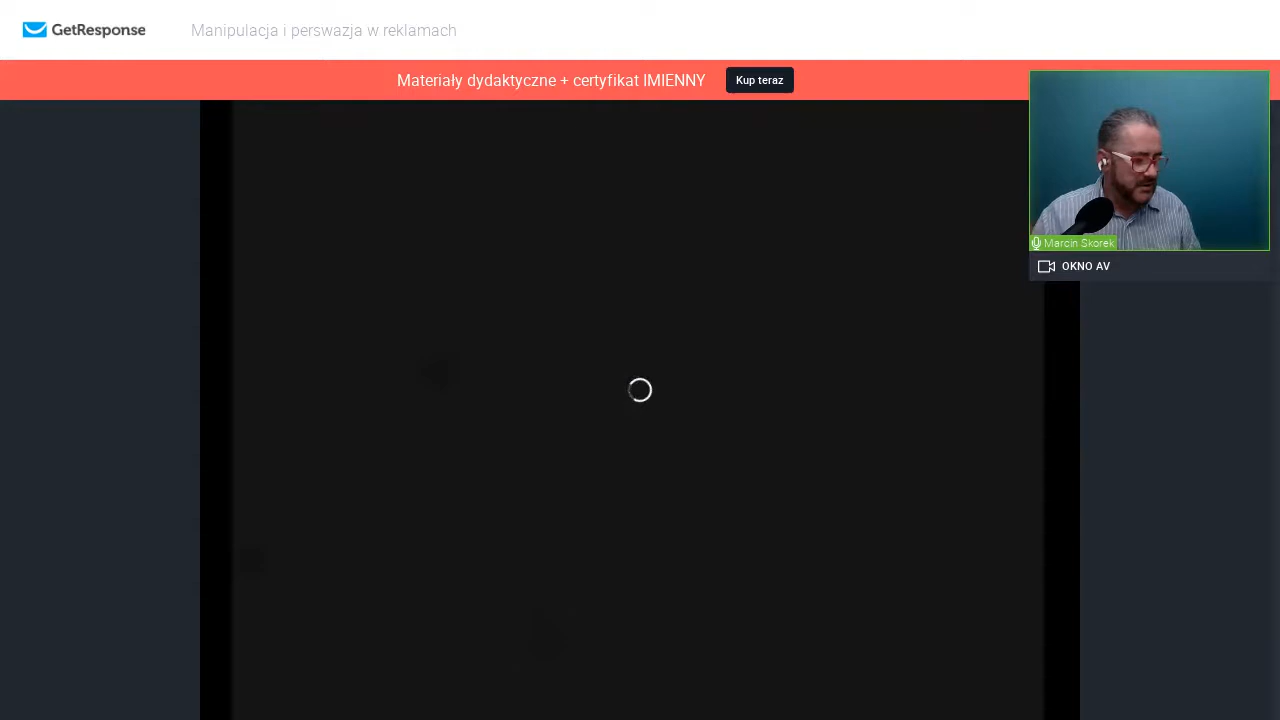 GetResponse
Manipulacja i perswazja w reklamach
Materiały dydaktyczne + certyfikat IMIENNY
Kup teraz
Marcin Skorek
OKNO AV